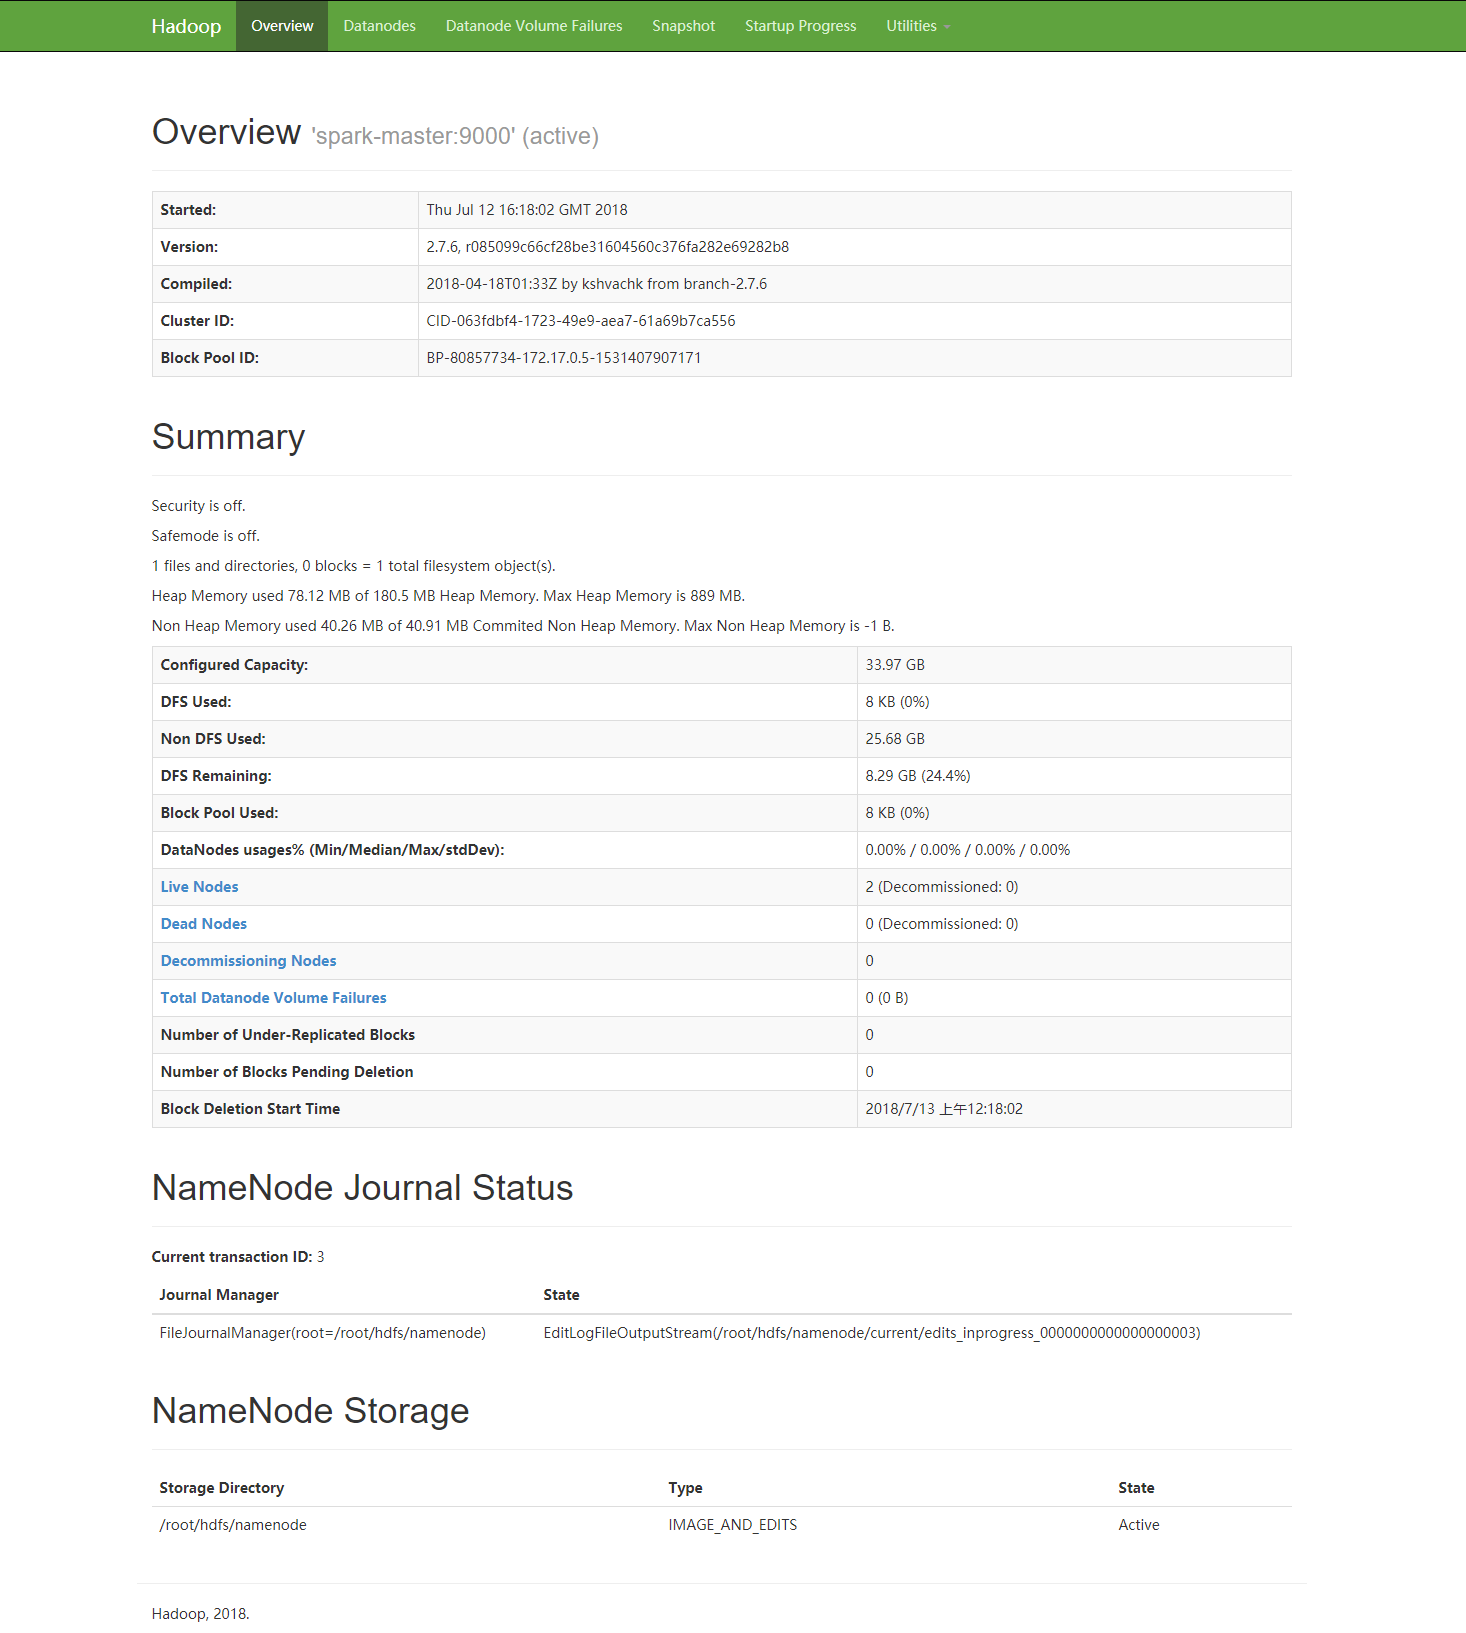 Hadoop Overview Datanodes Datanode Volume Failures Snapshot Startup Progress Utilities
Overview 'spark-master:9000' (active)
Started: Thu Jul 12 16:18:02 GMT 2018
Version: 2.7.6, r085099c66cf28be31604560c376fa282e69282b8
Compiled: 2018-04-18T01:33Z by kshvachk from branch-2.7.6
Cluster ID: CID-063fdbf4-1723-49e9-aea7-61a69b7ca556
Block Pool ID: BP-80857734-172.17.0.5-1531407907171
Summary
Security is off.
Safemode is off.
1 files and directories, 0 blocks = 1 total filesystem object(s).
Heap Memory used 78.12 MB of 180.5 MB Heap Memory. Max Heap Memory is 889 MB.
Non Heap Memory used 40.26 MB of 40.91 MB Commited Non Heap Memory. Max Non Heap Memory is -1 B.
Configured Capacity: 33.97 GB
DFS Used: 8 KB (0%)
Non DFS Used: 25.68 GB
DFS Remaining: 8.29 GB (24.4%)
Block Pool Used: 8 KB (0%)
DataNodes usages% (Min/Median/Max/stdDev): 0.00% / 0.00% / 0.00% / 0.00%
Live Nodes 2 (Decommissioned: 0)
Dead Nodes 0 (Decommissioned: 0)
Decommissioning Nodes 0
Total Datanode Volume Failures 0 (0 B)
Number of Under-Replicated Blocks 0
Number of Blocks Pending Deletion 0
Block Deletion Start Time 2018/7/13 上午12:18:02
NameNode Journal Status
Current transaction ID: 3
Journal Manager State
FileJournalManager(root=/root/hdfs/namenode) EditLogFileOutputStream(/root/hdfs/namenode/current/edits_inprogress_0000000000000000003)
NameNode Storage
Storage Directory Type State
/root/hdfs/namenode IMAGE_AND_EDITS Active
Hadoop, 2018.